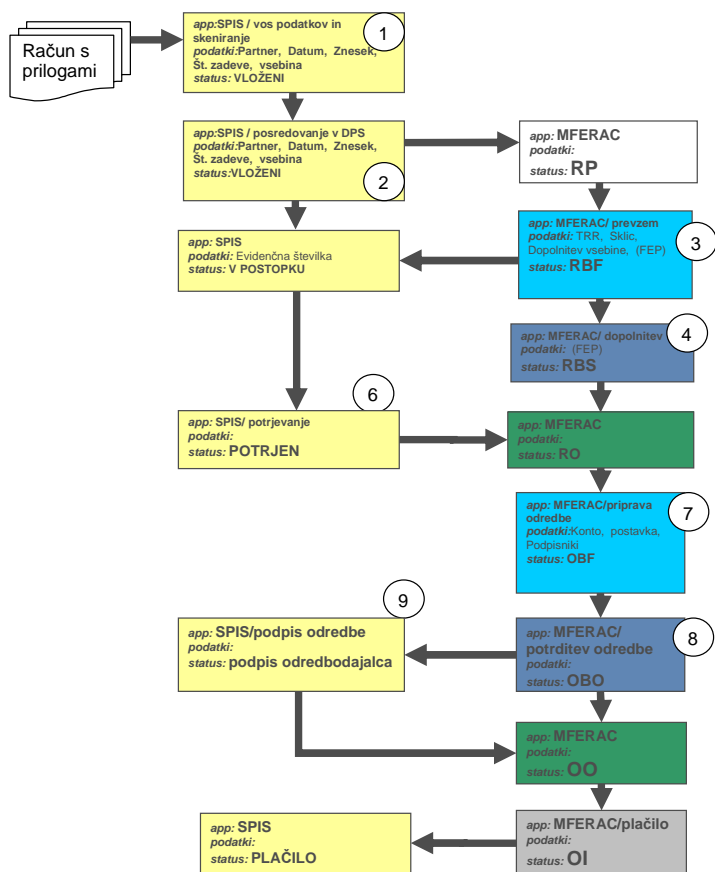 Račun s
prilogami
app:SPIS / vos podatkov in
skeniranje
podatki:Partner, Datum, Znesek,
Št. zadeve, vsebina
status: VLOŽENI
1
app:SPIS / posredovanje v DPS
podatki:Partner, Datum, Znesek,
Št. zadeve, vsebina
status:VLOŽENI
2
app: MFERAC
podatki:
status: RP
app: SPIS
podatki: Evidenčna številka
status: V POSTOPKU
app: MFERAC/ prevzem
podatki: TRR, Sklic,
Dopolnitev vsebine, (FEP)
status: RBF
3
app: MFERAC/ dopolnitev
podatki: (FEP)
status: RBS
4
6
app: SPIS/ potrjevanje
podatki:
status: POTRJEN
app: MFERAC
podatki:
status: RO
app: MFERAC/priprava
odredbe
podatki:Konto, postavka,
Podpisniki
status: OBF
7
9
app: SPIS/podpis odredbe
podatki:
status: podpis odredbodajalca
app: MFERAC/
potrditev odredbe
podatki:
status: OBO
8
app: MFERAC
podatki:
status: OO
app: SPIS
podatki:
status: PLAČILO
app: MFERAC/plačilo
podatki:
status: OI